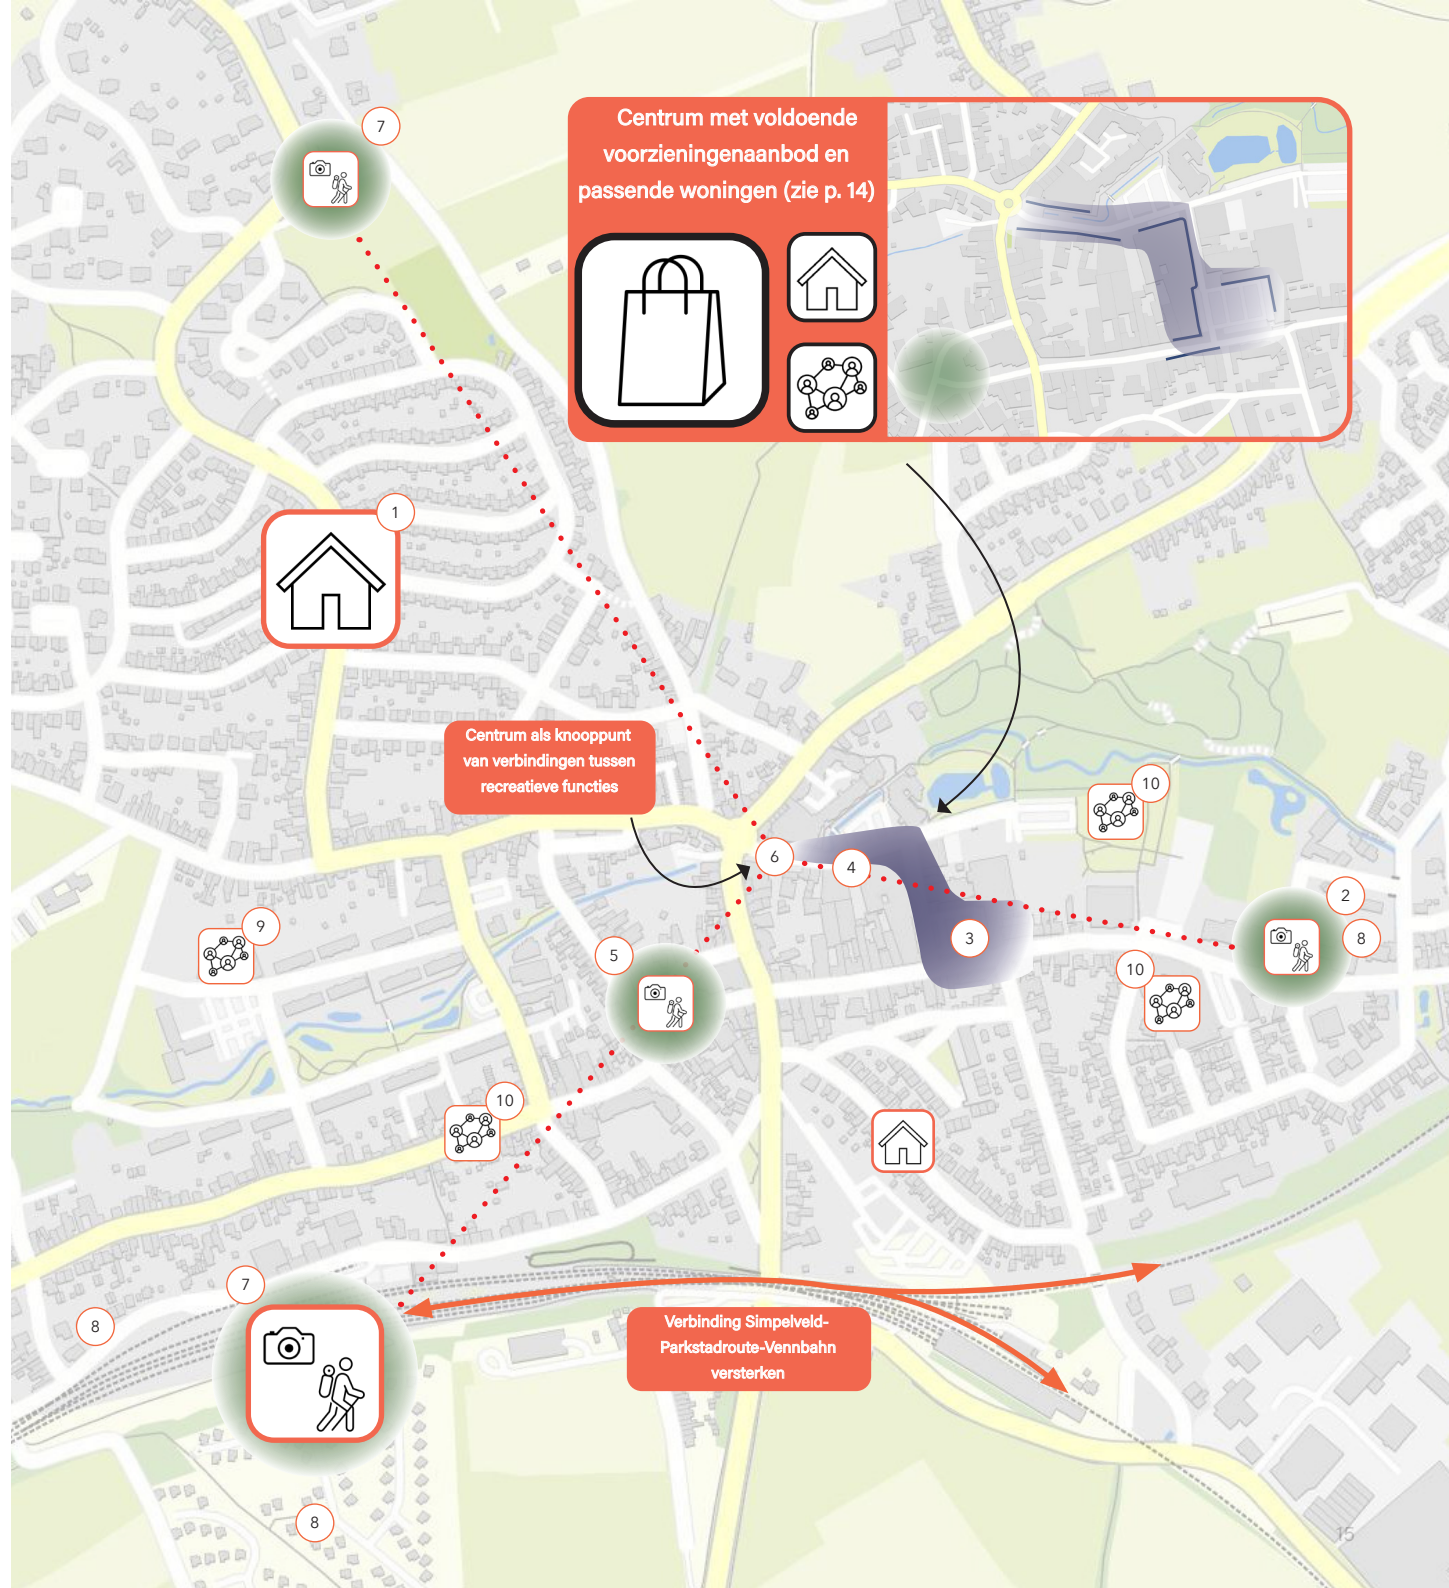 7
Centrum met voldoende
voorzieningenaanbod en
passende woningen (zie p. 14)
1
Centrum als knooppunt
van verbindingen tussen
recreatieve functies
10
6
4
2
9
3
8
5
10
10
7
8
Verbinding Simpelveld-
Parkstadroute-Vennbahn
versterken
8
15